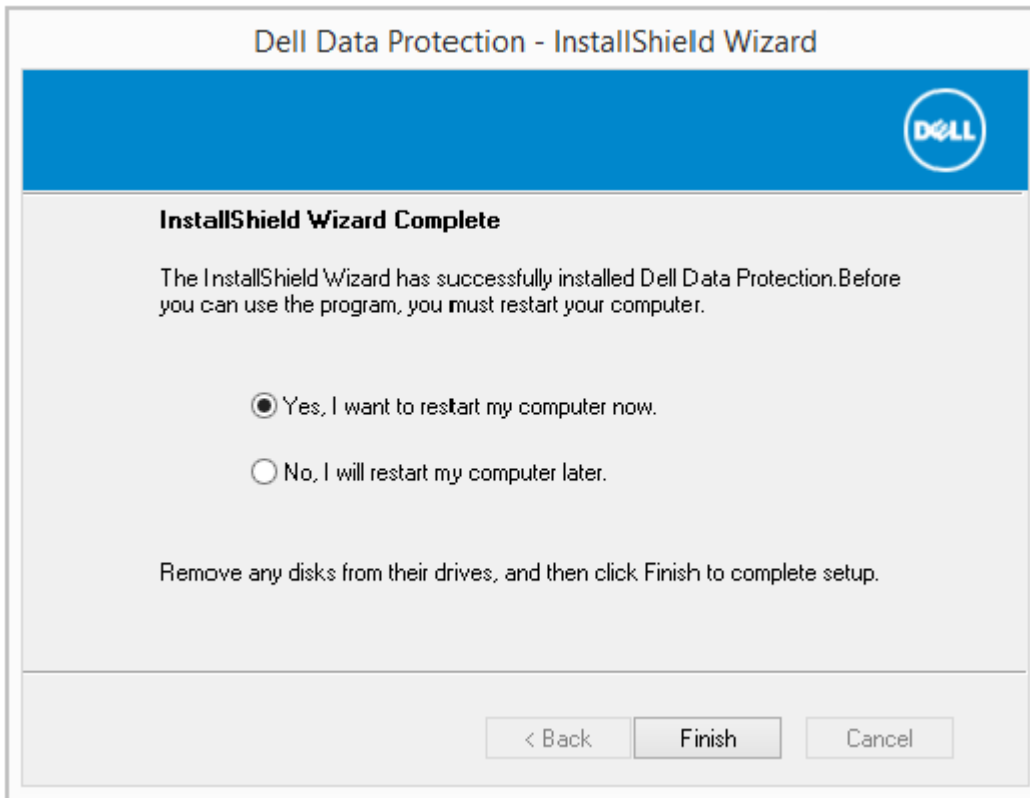 Dell Data Protection - InstallShield Wizard
DELL
InstallShield Wizard Complete
The InstallShield Wizard has successfully installed Dell Data Protection.Before
you can use the program, you must restart your computer.
Yes, I want to restart my computer now.
No, I will restart my computer later.
Remove any disks from their drives, and then click Finish to complete setup.
< Back
Finish
Cancel